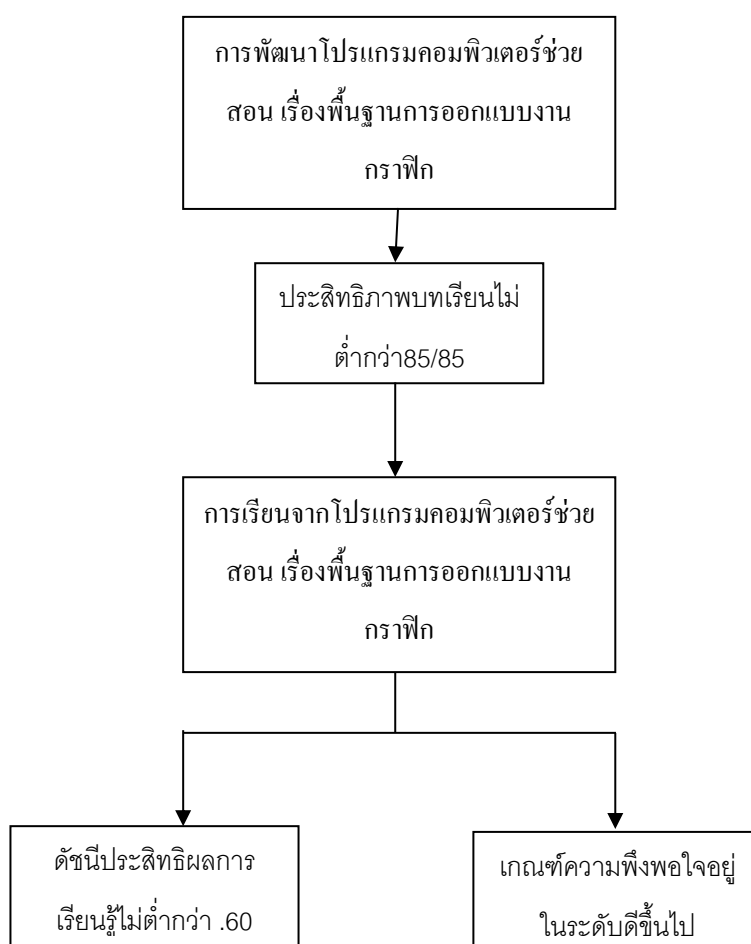 การพัฒนาโปรแกรมคอมพิวเตอร์ช่วย
สอน เรื่องพื้นฐานการออกแบบงาน
กราฟิก
ประสิทธิภาพบทเรียนไม่
ต่ำกว่า85/85
การเรียนจากโปรแกรมคอมพิวเตอร์ช่วย
สอน เรื่องพื้นฐานการออกแบบงาน
กราฟิก
ดัชนีประสิทธิผลการ
เรียนรู้ไม่ต่ำกว่า .60
เกณฑ์ความพึงพอใจอยู่
ในระดับดีขึ้นไป